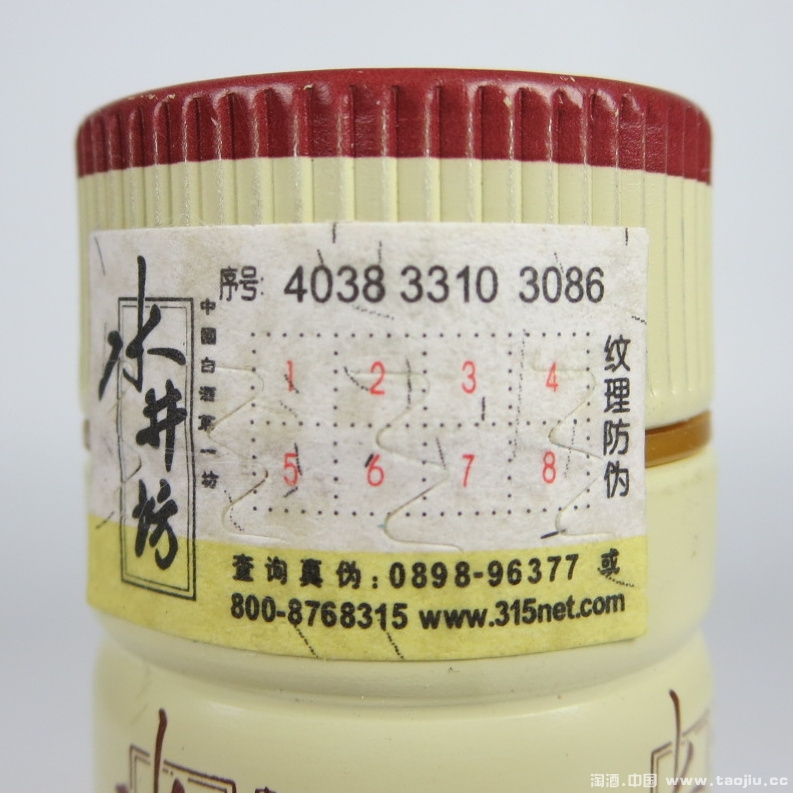 序号: 4038 3310 3086
水井坊
中国白酒第一坊
1 2 3 4
5 6 7 8
纹理防伪
查询真伪:0898-96377 或
800-8768315 www.315net.com
水
淘酒.中国 www.taojiu.cc